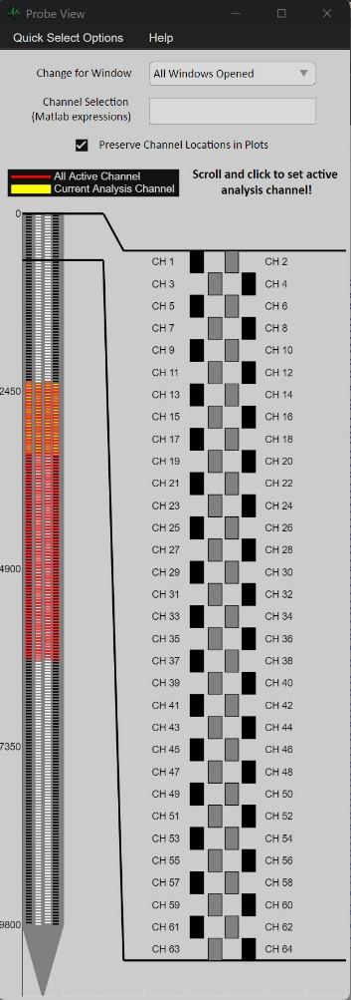 Probe View
Quick Select Options Help
Change for Window All Windows Opened
Channel Selection
(Matlab expressions)
Preserve Channel Locations in Plots
All Active Channel
Current Analysis Channel
Scroll and click to set active
analysis channel!
0
2450
4900
7350
9800
CH 1 CH 2
CH 3 CH 4
CH 5 CH 6
CH 7 CH 8
CH 9 CH 10
CH 11 CH 12
CH 13 CH 14
CH 15 CH 16
CH 17 CH 18
CH 19 CH 20
CH 21 CH 22
CH 23 CH 24
CH 25 CH 26
CH 27 CH 28
CH 29 CH 30
CH 31 CH 32
CH 33 CH 34
CH 35 CH 36
CH 37 CH 38
CH 39 CH 40
CH 41 CH 42
CH 43 CH 44
CH 45 CH 46
CH 47 CH 48
CH 49 CH 50
CH 51 CH 52
CH 53 CH 54
CH 55 CH 56
CH 57 CH 58
CH 59 CH 60
CH 61 CH 62
CH 63 CH 64